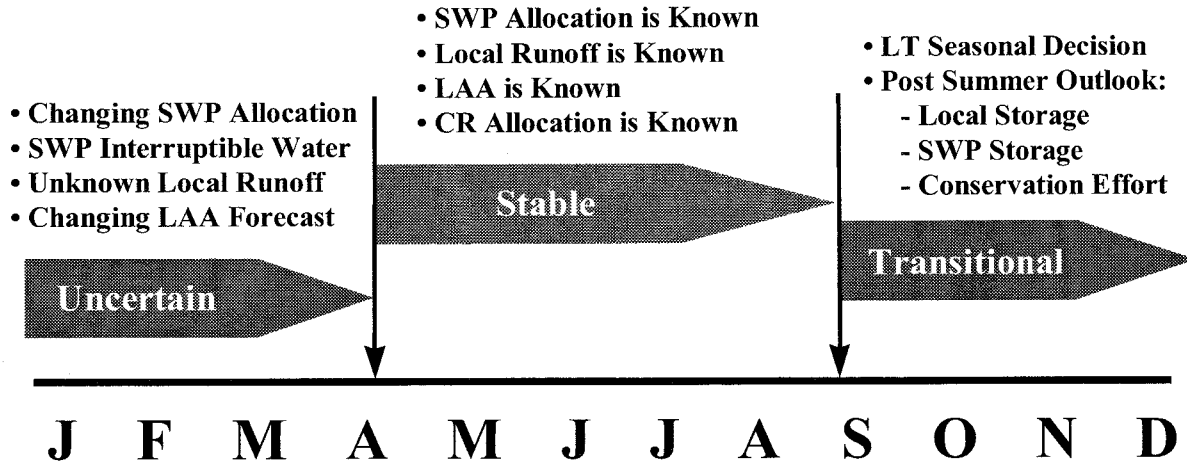 • Changing SWP Allocation
• SWP Interruptible Water
• Unknown Local Runoff
• Changing LAA Forecast
Uncertain
• SWP Allocation is Known
• Local Runoff is Known
• LAA is Known
• CR Allocation is Known
Stable
• LT Seasonal Decision
• Post Summer Outlook:
- Local Storage
- SWP Storage
- Conservation Effort
Transitional
J F M A M J J A S O N D